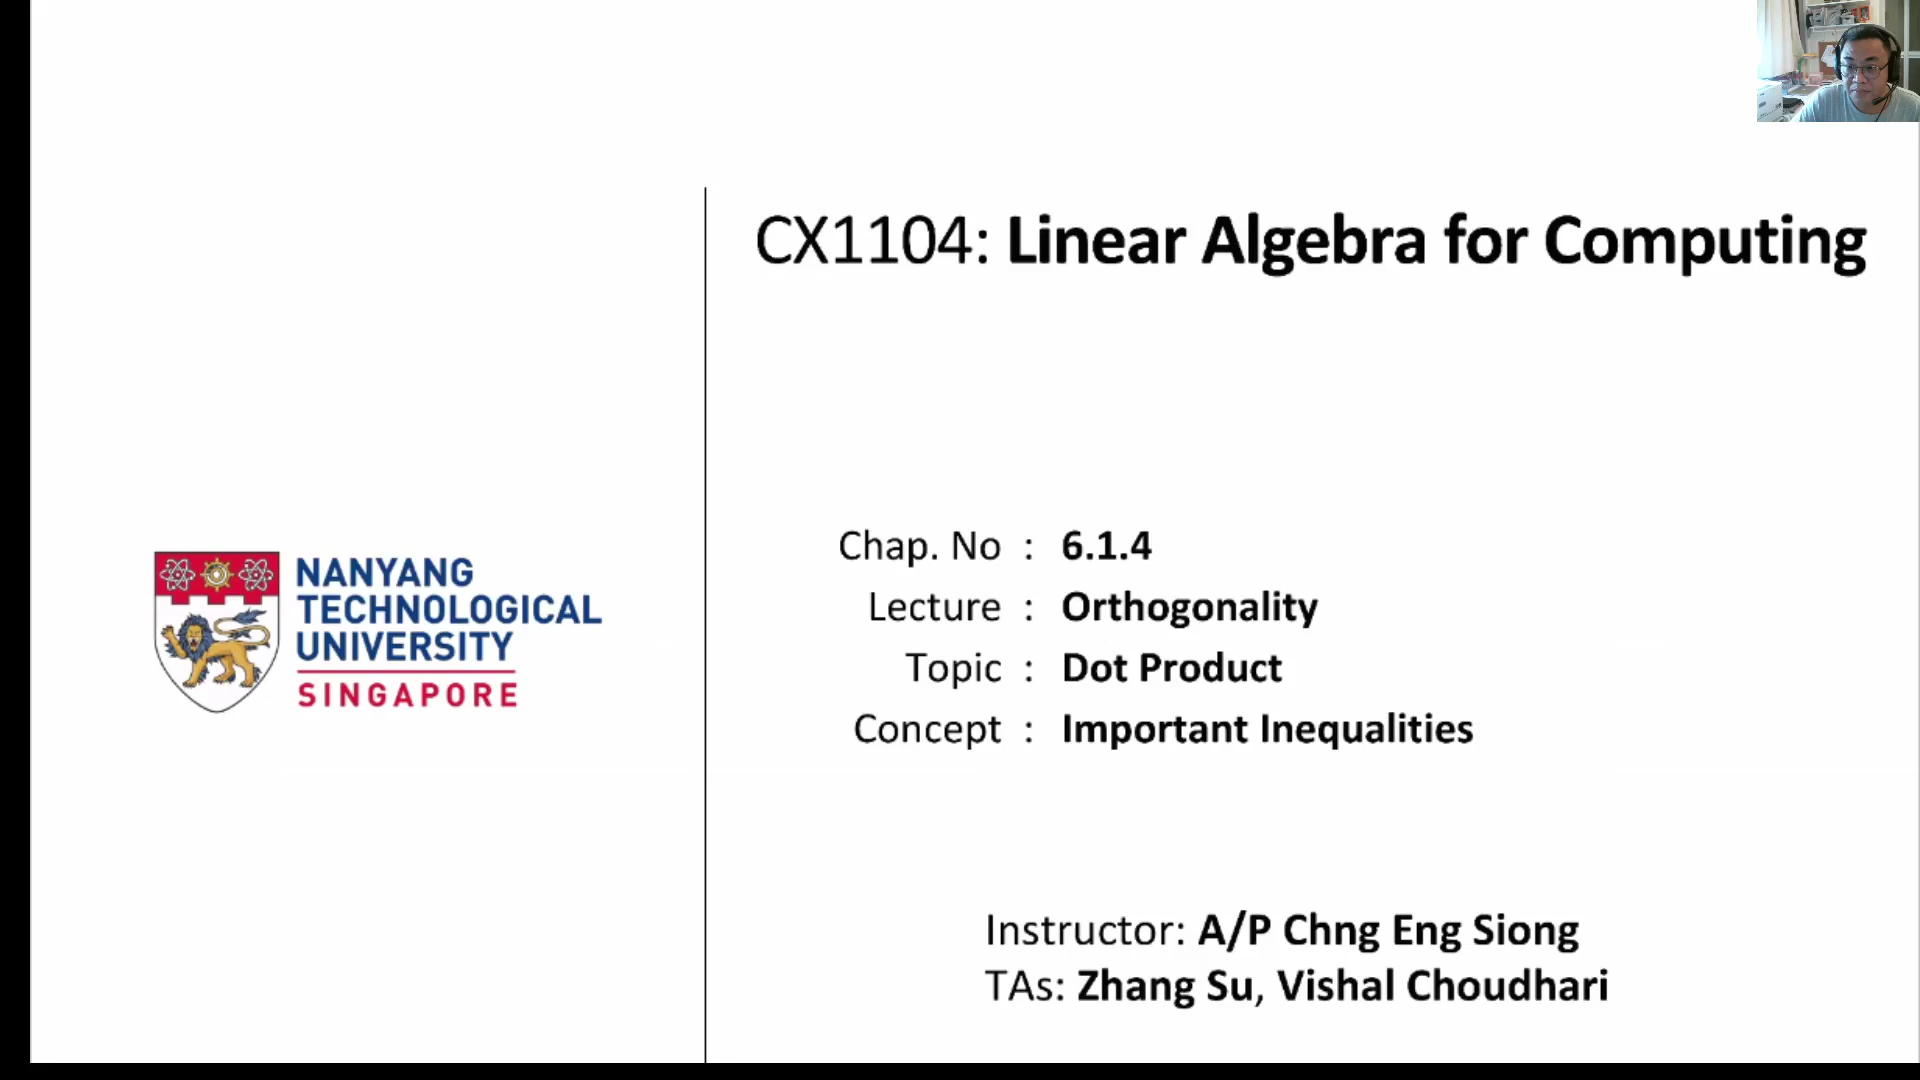 CX1104: Linear Algebra for Computing
NANYANG
TECHNOLOGICAL
UNIVERSITY
SINGAPORE
Chap. No : 6.1.4
Lecture : Orthogonality
Topic : Dot Product
Concept : Important Inequalities
Instructor: A/P Chng Eng Siong
TAs: Zhang Su, Vishal Choudhari